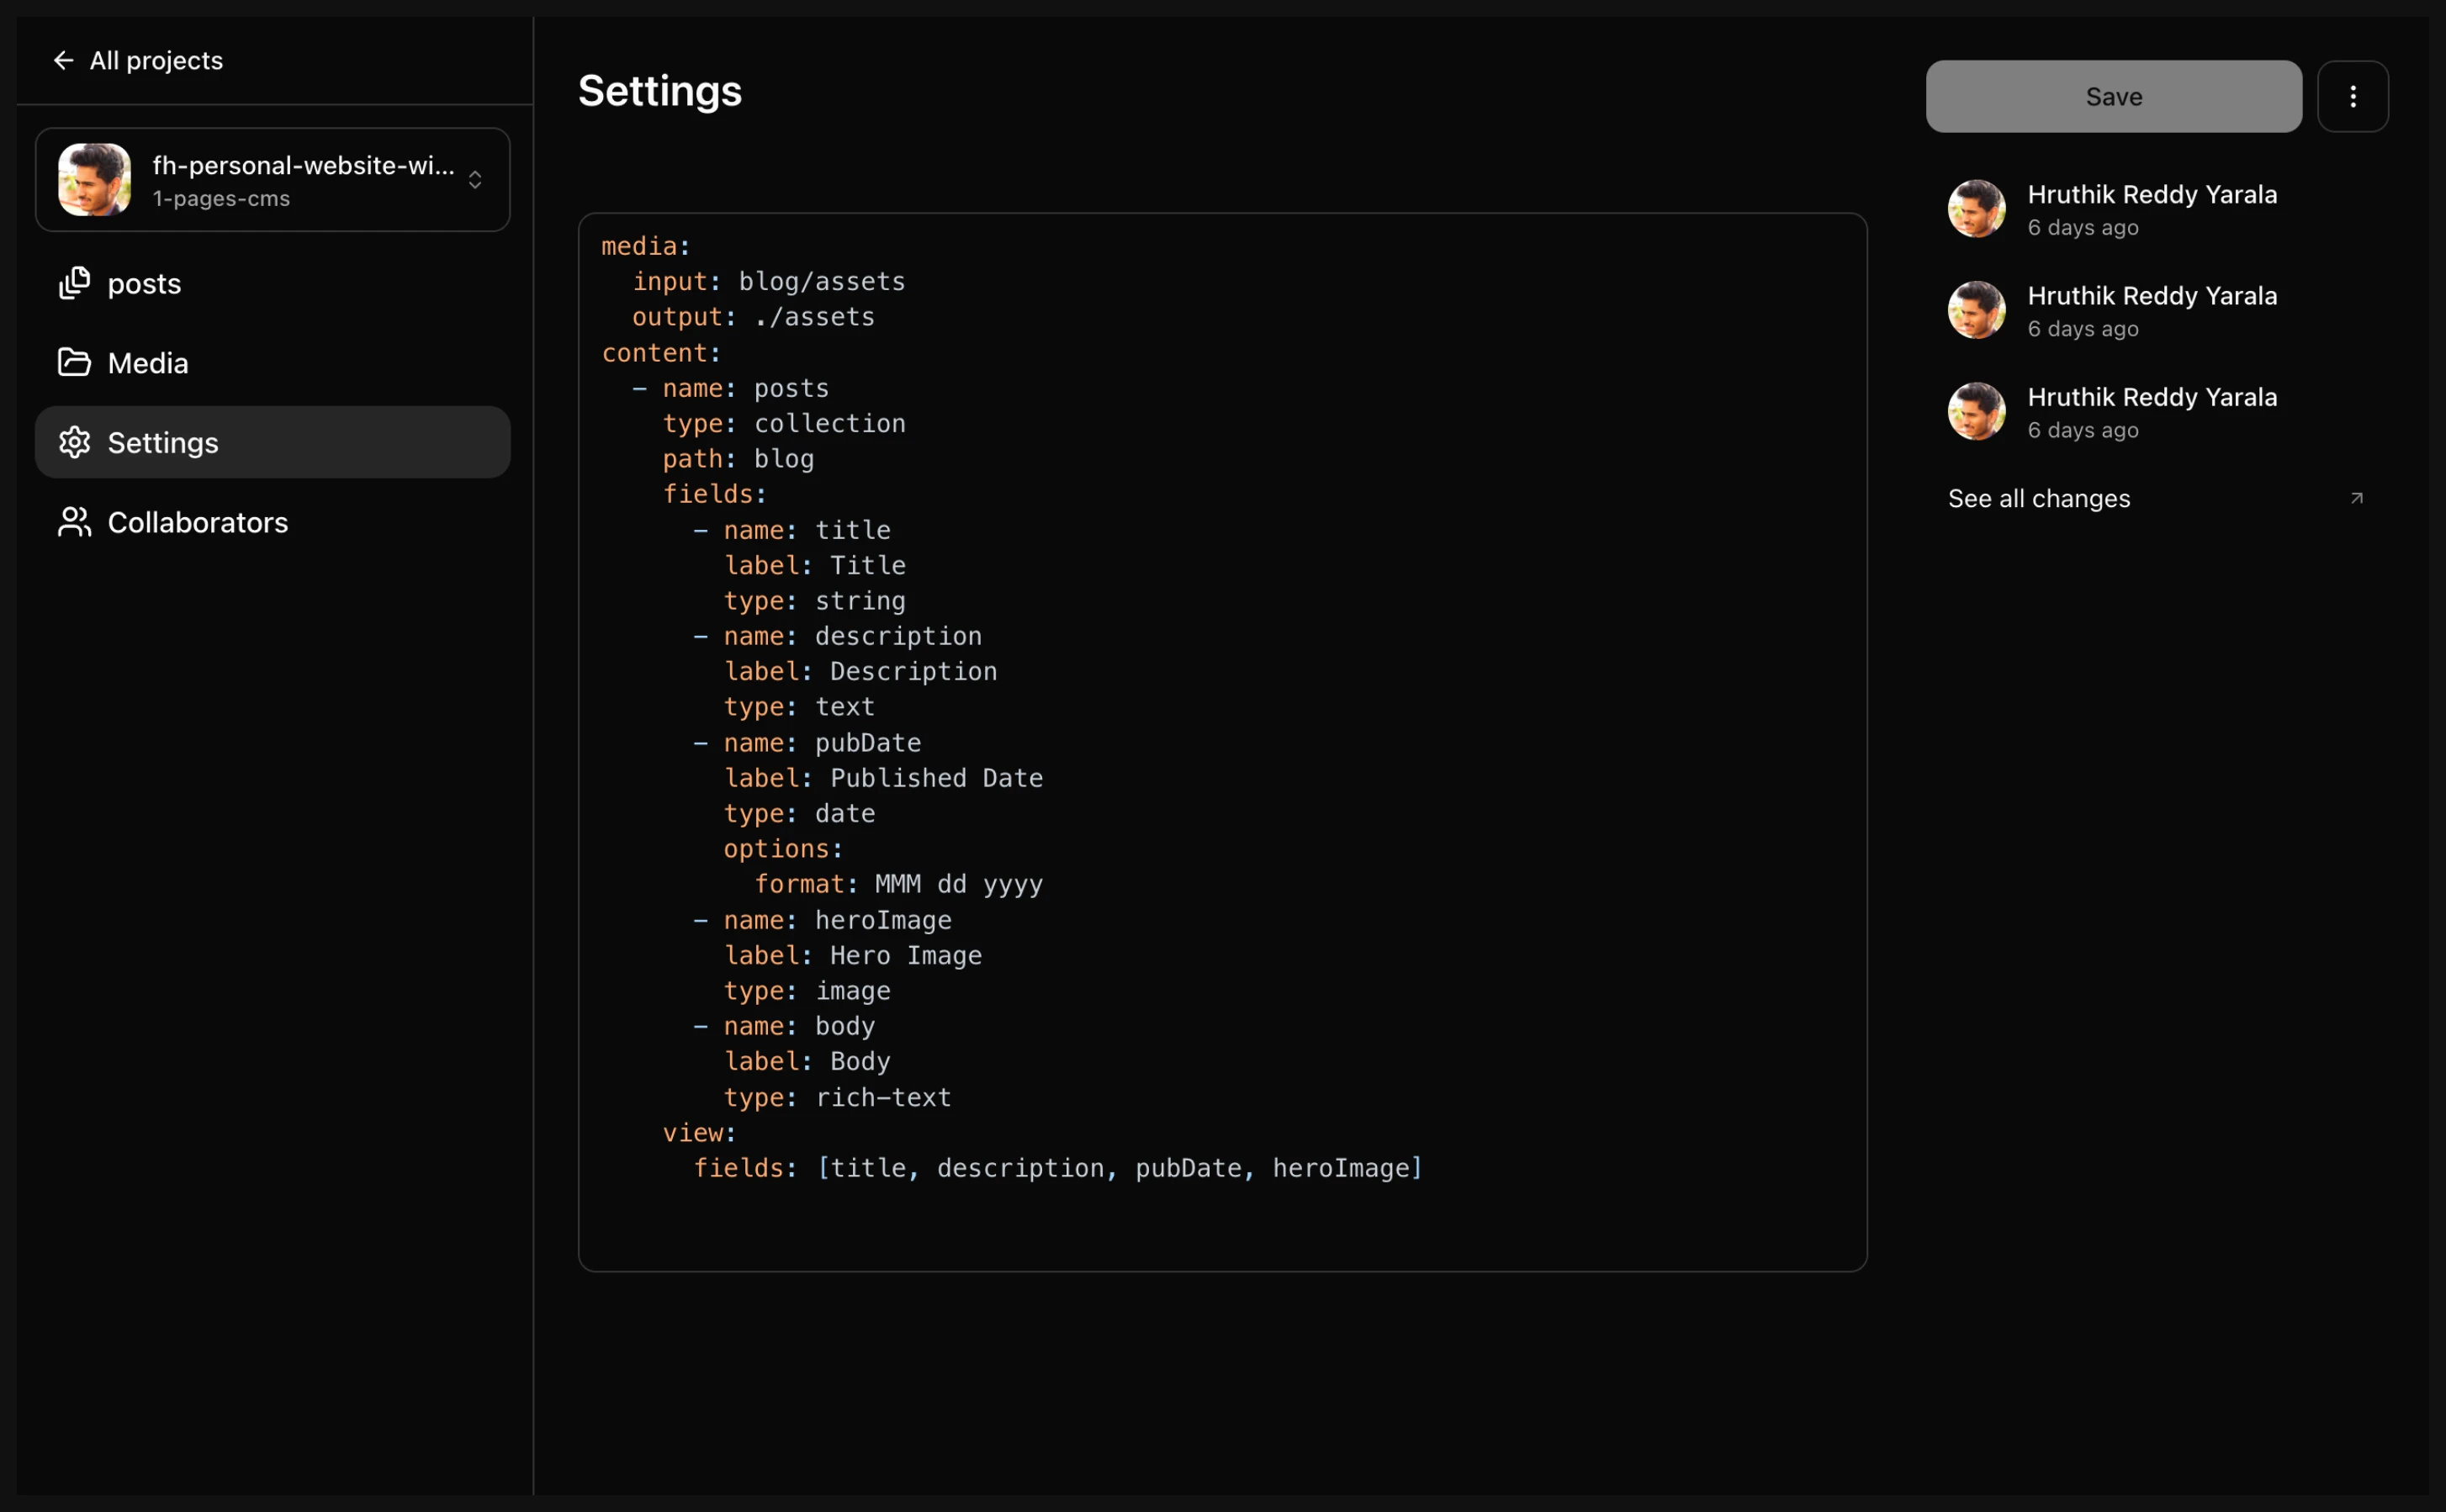 All projects
fh-personal-website-wi...
1-pages-cms
posts
Media
Settings
Collaborators
Settings
media:
  input: blog/assets
  output: ./assets
content:
  - name: posts
    type: collection
    path: blog
    fields:
      - name: title
        label: Title
        type: string
      - name: description
        label: Description
        type: text
      - name: pubDate
        label: Published Date
        type: date
        options:
          format: MMM dd yyyy
      - name: heroImage
        label: Hero Image
        type: image
      - name: body
        label: Body
        type: rich-text
    view:
      fields: [title, description, pubDate, heroImage]
Save
Hruthik Reddy Yarala
6 days ago
Hruthik Reddy Yarala
6 days ago
Hruthik Reddy Yarala
6 days ago
See all changes